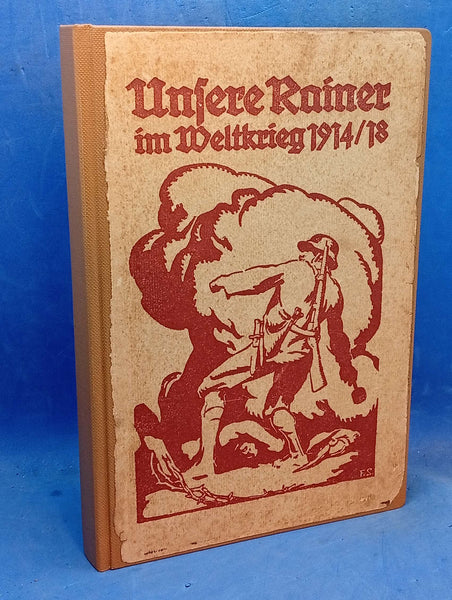 Unsere Rainer
im Weltkrieg 1914/18
F.S.